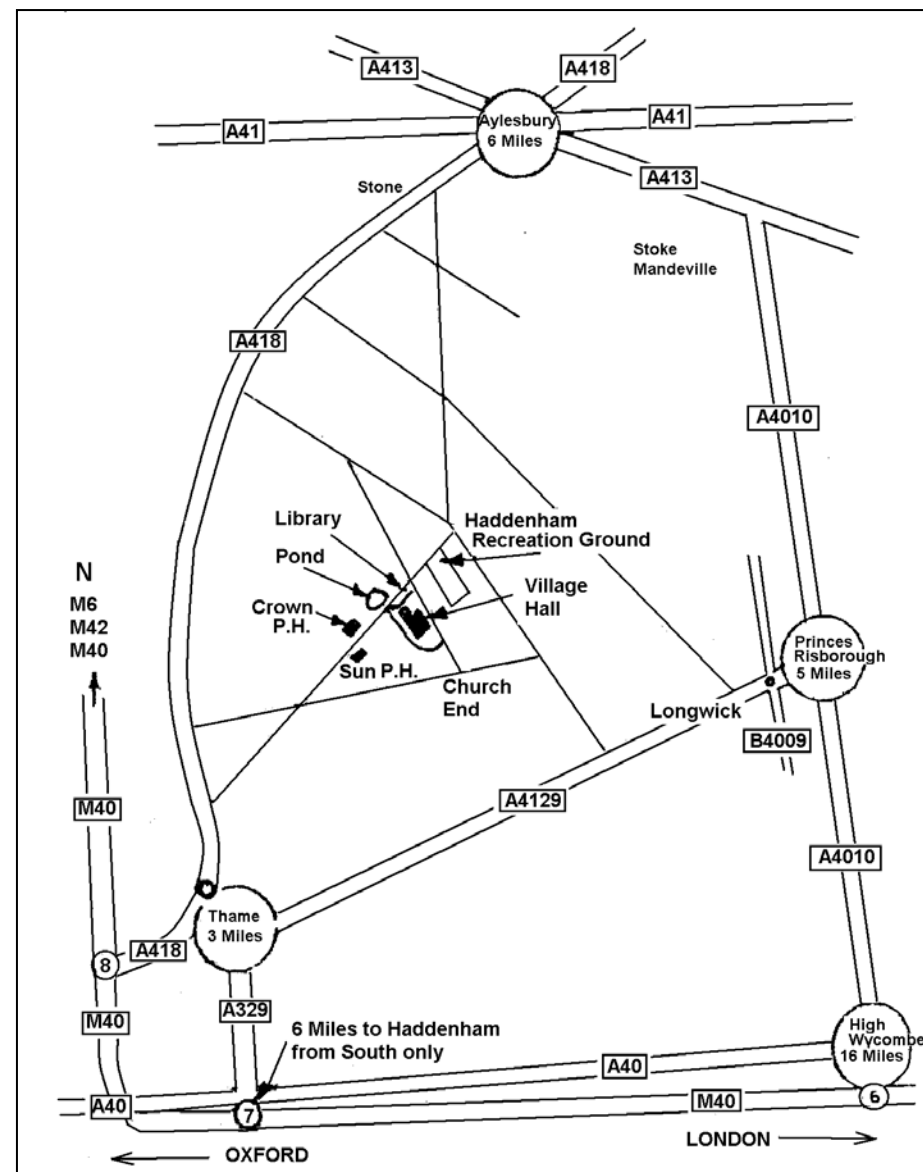 A413
A418
A41
Aylesbury
6 Miles
A41
A413
Stone
Stoke
Mandeville
A418
A4010
Library
Haddenham
Recreation Ground
Pond
Village
Hall
N
M6
M42
M40
Crown
P.H.
Sun P.H.
Church
End
Princes
Risborough
5 Miles
Longwick
B4009
M40
A4129
A4010
Thame
3 Miles
A418
8
A329
M40
6 Miles to Haddenham
from South only
High
Wycombe
16 Miles
A40
A40
7
M40
6
OXFORD
LONDON